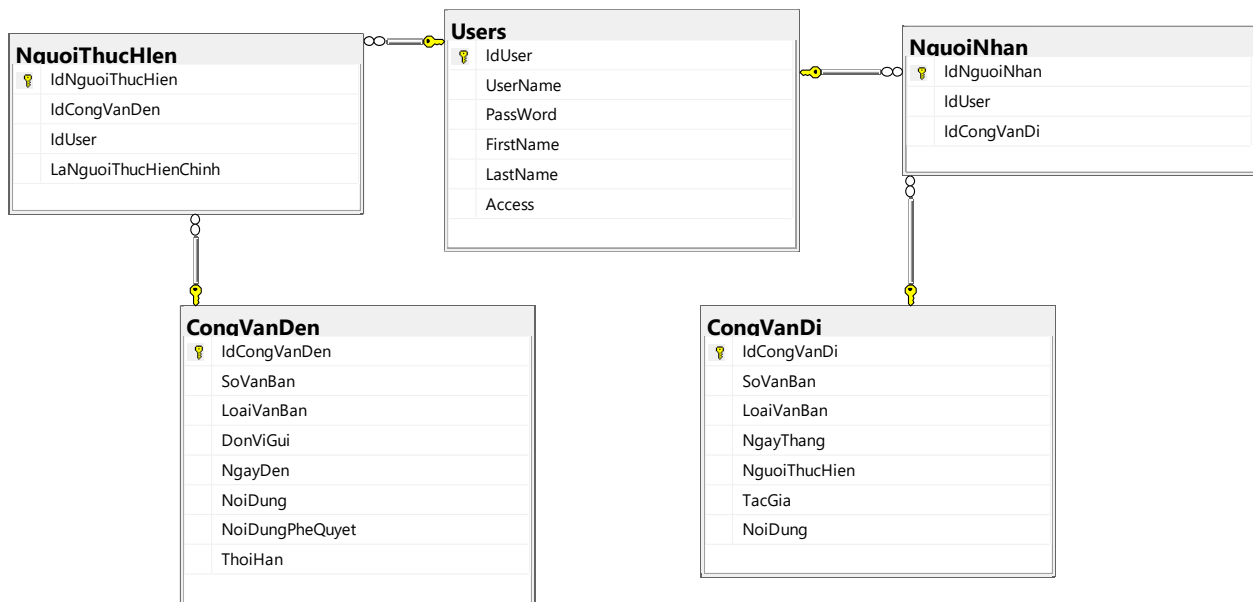 NguoiThucHIen
IdNguoiThucHien
IdCongVanDen
IdUser
LaNguoiThucHienChinh
Users
IdUser
UserName
PassWord
FirstName
LastName
Access
NguoiNhan
IdNguoiNhan
IdUser
IdCongVanDi
CongVanDen
IdCongVanDen
SoVanBan
LoaiVanBan
DonViGui
NgayDen
NoiDung
NoiDungPheQuyet
ThoiHan
CongVanDi
IdCongVanDi
SoVanBan
LoaiVanBan
NgayThang
NguoiThucHien
TacGia
NoiDung